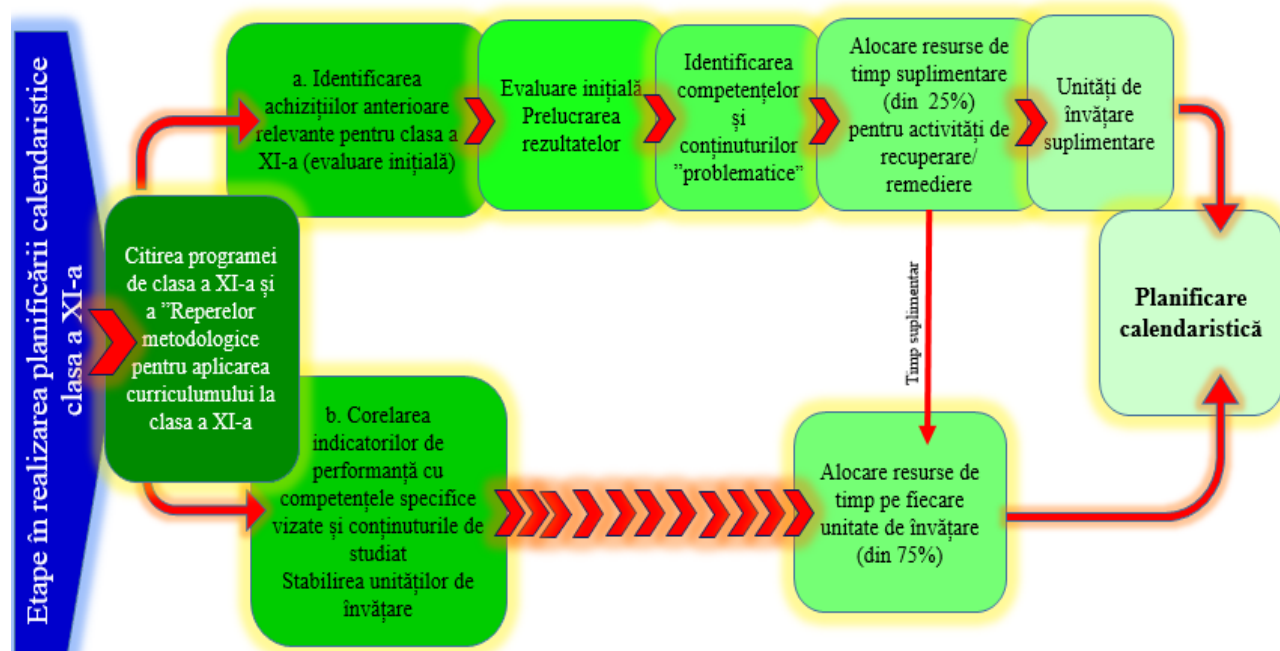 Etape în realizarea planificării calendaristice
clasa a XI-a
Citirea programei
de clasa a XI-a și
a ”Reperelor
metodologice
pentru aplicarea
curriculumului la
clasa a XI-a
a. Identificarea
achizițiilor anterioare
relevante pentru clasa a
XI-a (evaluare inițială)
Evaluare inițială
Prelucrarea
rezultatelor
Identificarea
competențelor
și
conținuturilor
”problematice”
Alocare resurse de
timp suplimentare
(din 25%)
pentru activități de
recuperare/
remediere
Unități de
învățare
suplimentare
b. Corelarea
indicatorilor de
performanță cu
competențele specifice
vizate și conținuturile de
studiat
Stabilirea unităților de
învățare
Timp suplimentar
Alocare resurse de
timp pe fiecare
unitate de învățare
(din 75%)
Planificare
calendaristică